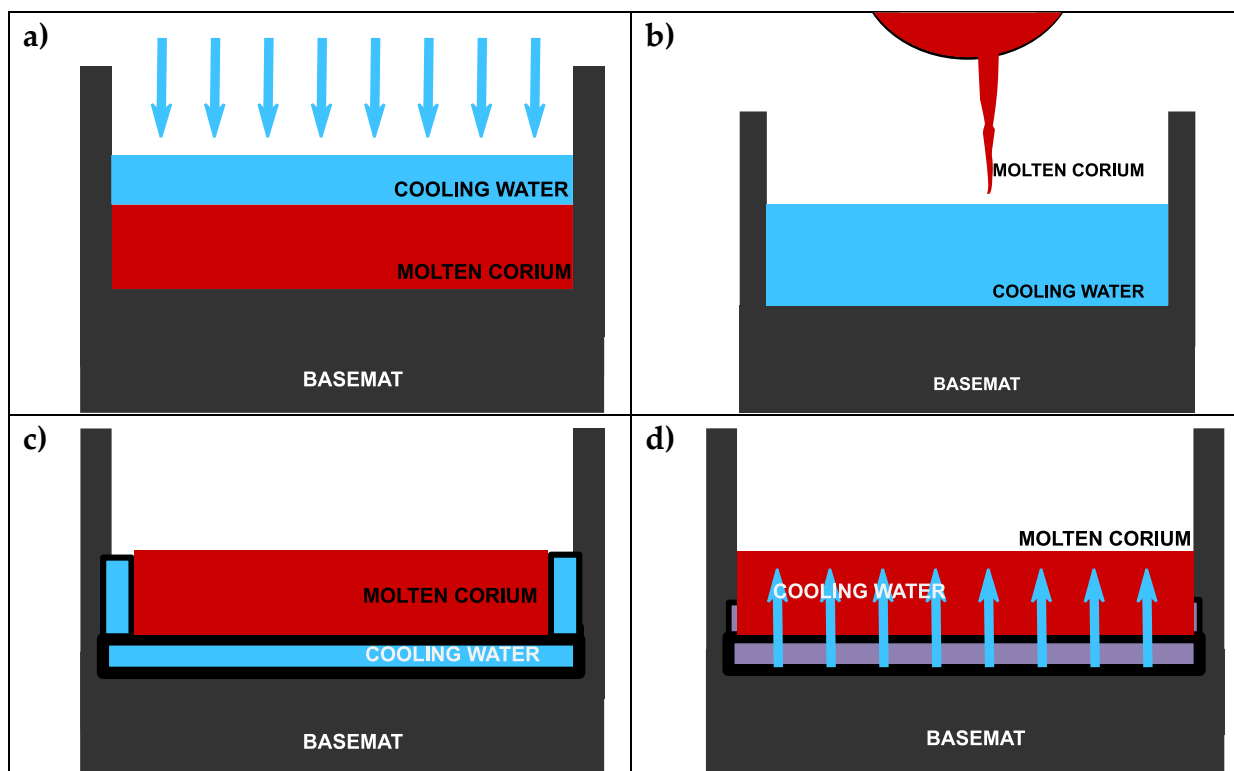 a)
COOLING WATER
MOLTEN CORIUM
BASEMAT
b)
MOLTEN CORIUM
COOLING WATER
BASEMAT
c)
MOLTEN CORIUM
COOLING WATER
BASEMAT
d)
MOLTEN CORIUM
COOLING WATER
BASEMAT